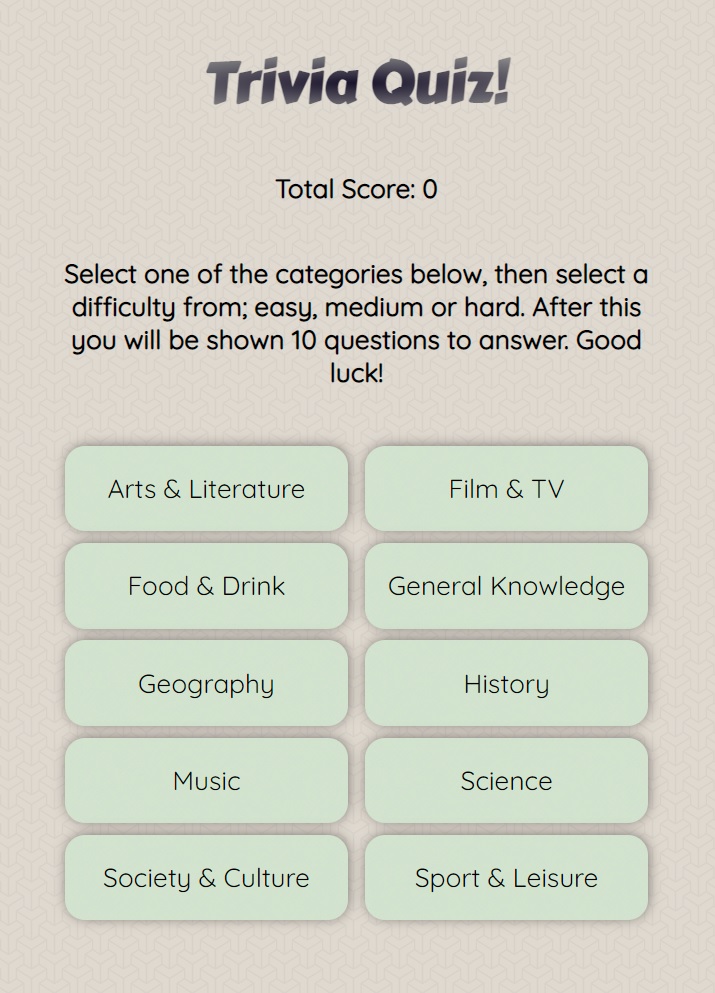 Trivia Quiz!
Total Score: 0
Select one of the categories below, then select a
difficulty from; easy, medium or hard. After this
you will be shown 10 questions to answer. Good
luck!
Arts & Literature
Film & TV
Food & Drink
General Knowledge
Geography
History
Music
Science
Society & Culture
Sport & Leisure